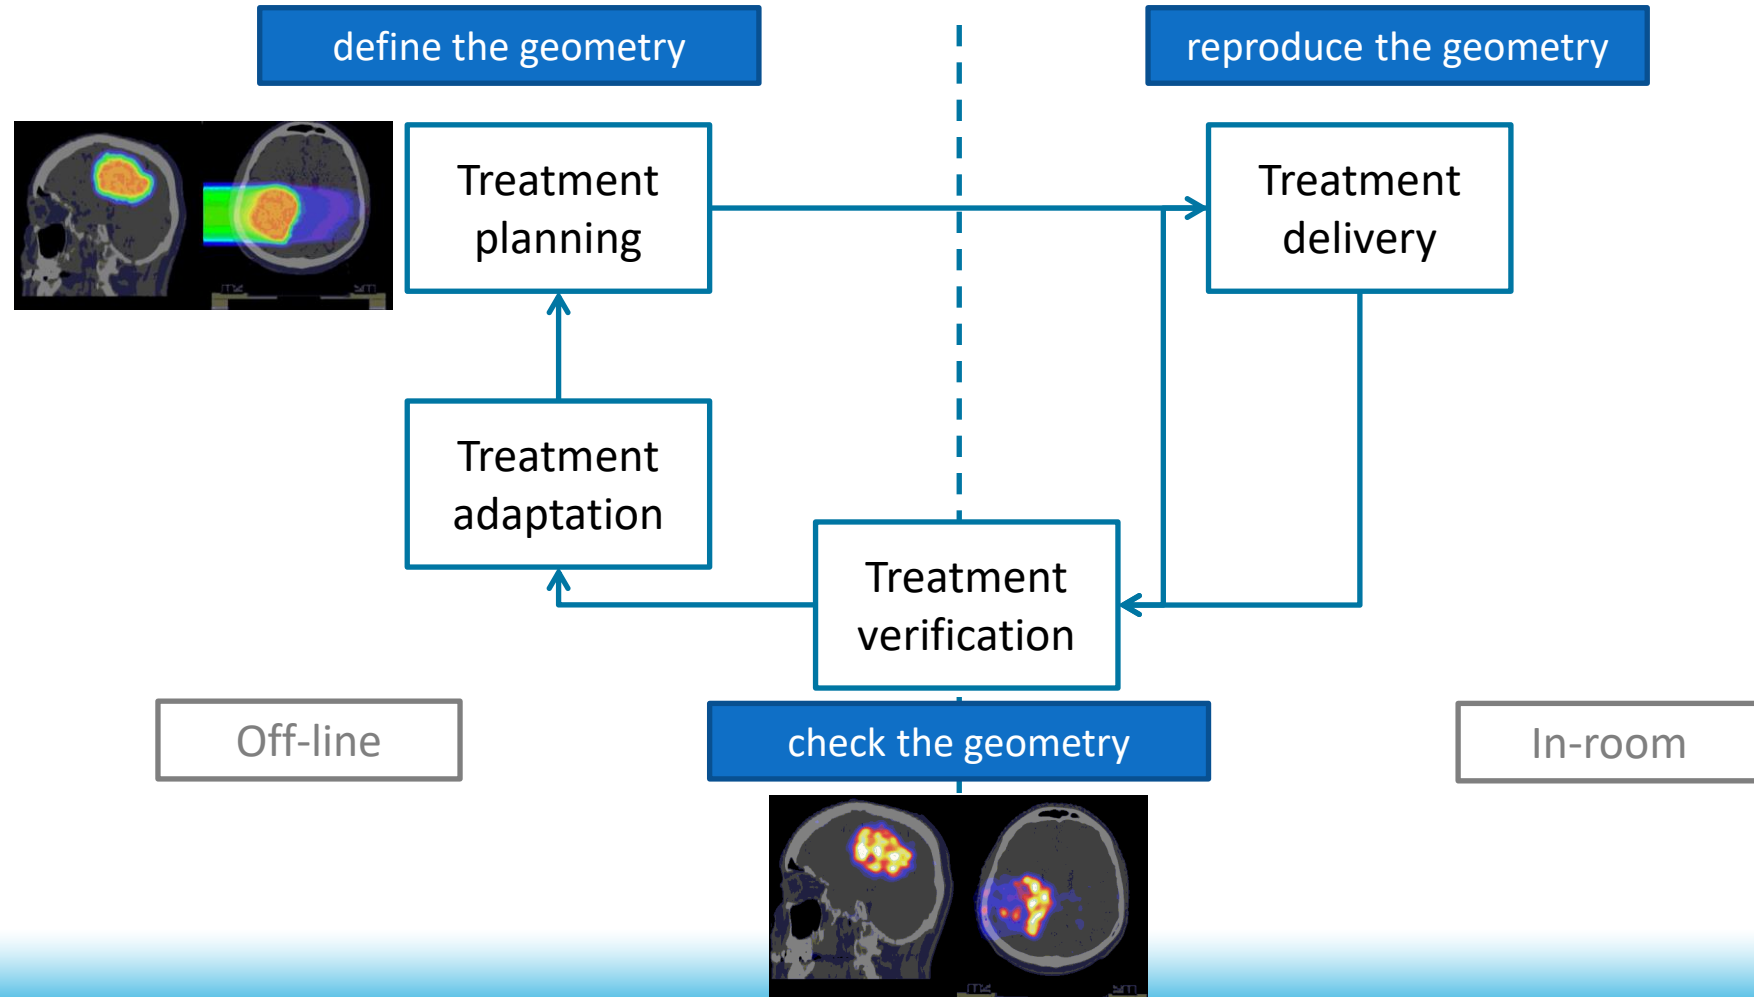 define the geometry
reproduce the geometry
Treatment
planning
Treatment
delivery
Treatment
adaptation
Treatment
verification
Off-line
check the geometry
In-room